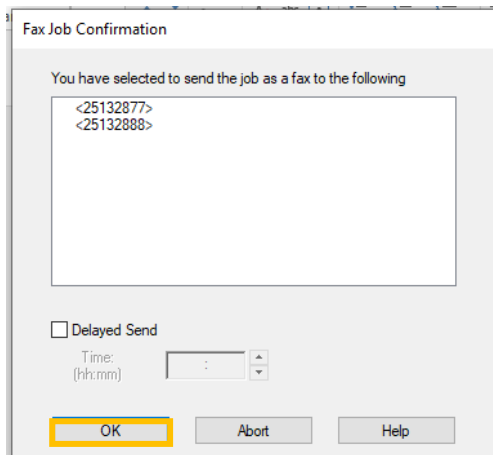 Fax Job Confirmation
You have selected to send the job as a fax to the following
<25132877>
<25132888>
Delayed Send
Time:
(hh:mm)
:
OK Abort Help